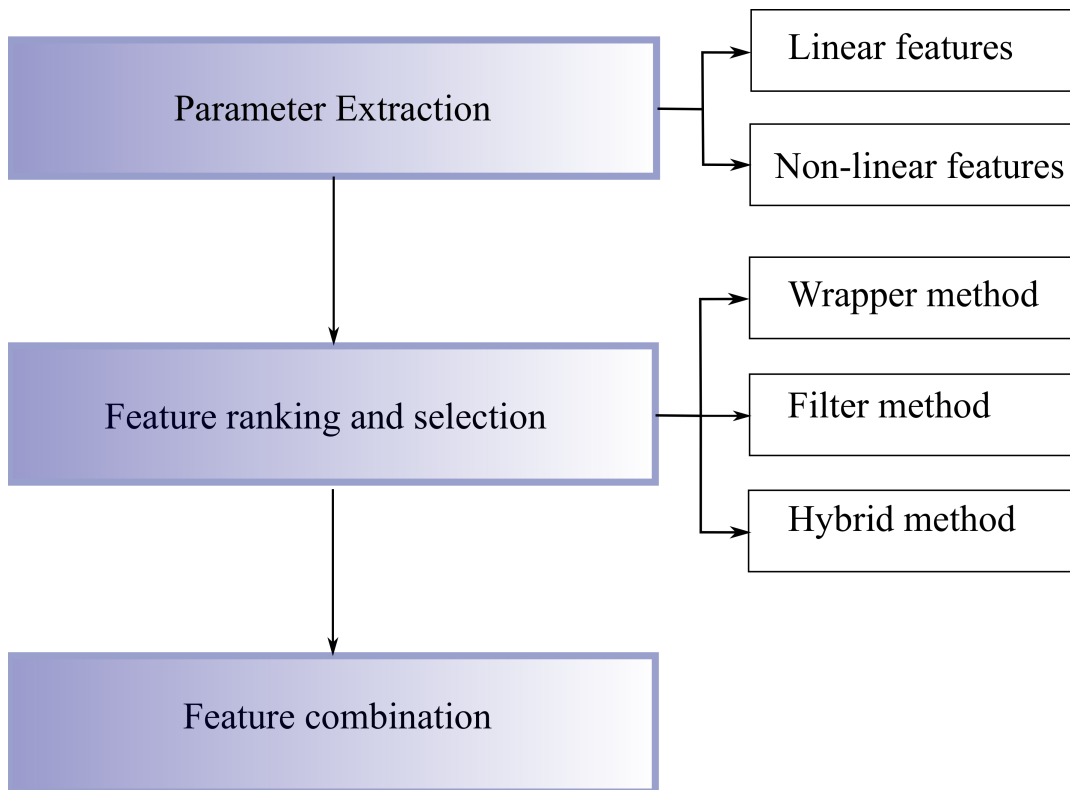 Parameter Extraction
Linear features
Non-linear features
Feature ranking and selection
Wrapper method
Filter method
Hybrid method
Feature combination